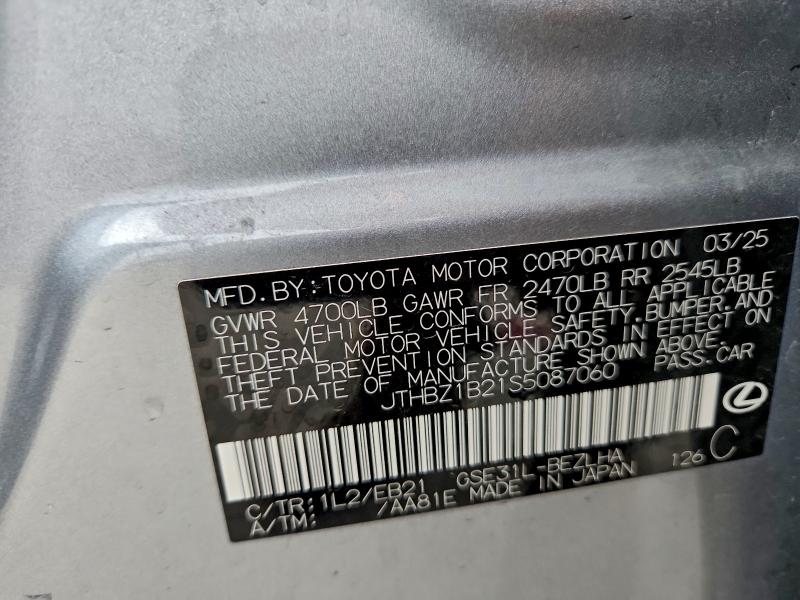 MFD. BY: TOYOTA MOTOR CORPORATION 03/25
GVWR 4700LB GAWR FR 2470LB RR 2545LB
THIS VEHICLE CONFORMS TO ALL APPLICABLE
FEDERAL MOTOR VEHICLE SAFETY, BUMPER, AND
THEFT PREVENTION STANDARDS IN EFFECT ON
THE DATE OF MANUFACTURE SHOWN ABOVE.
JTHBZ1B21S5087060 PASS. CAR
C/TR: 1L2/EB21 GSE31L-BEZLHA 126 C
A/TM: /AA81E MADE IN JAPAN